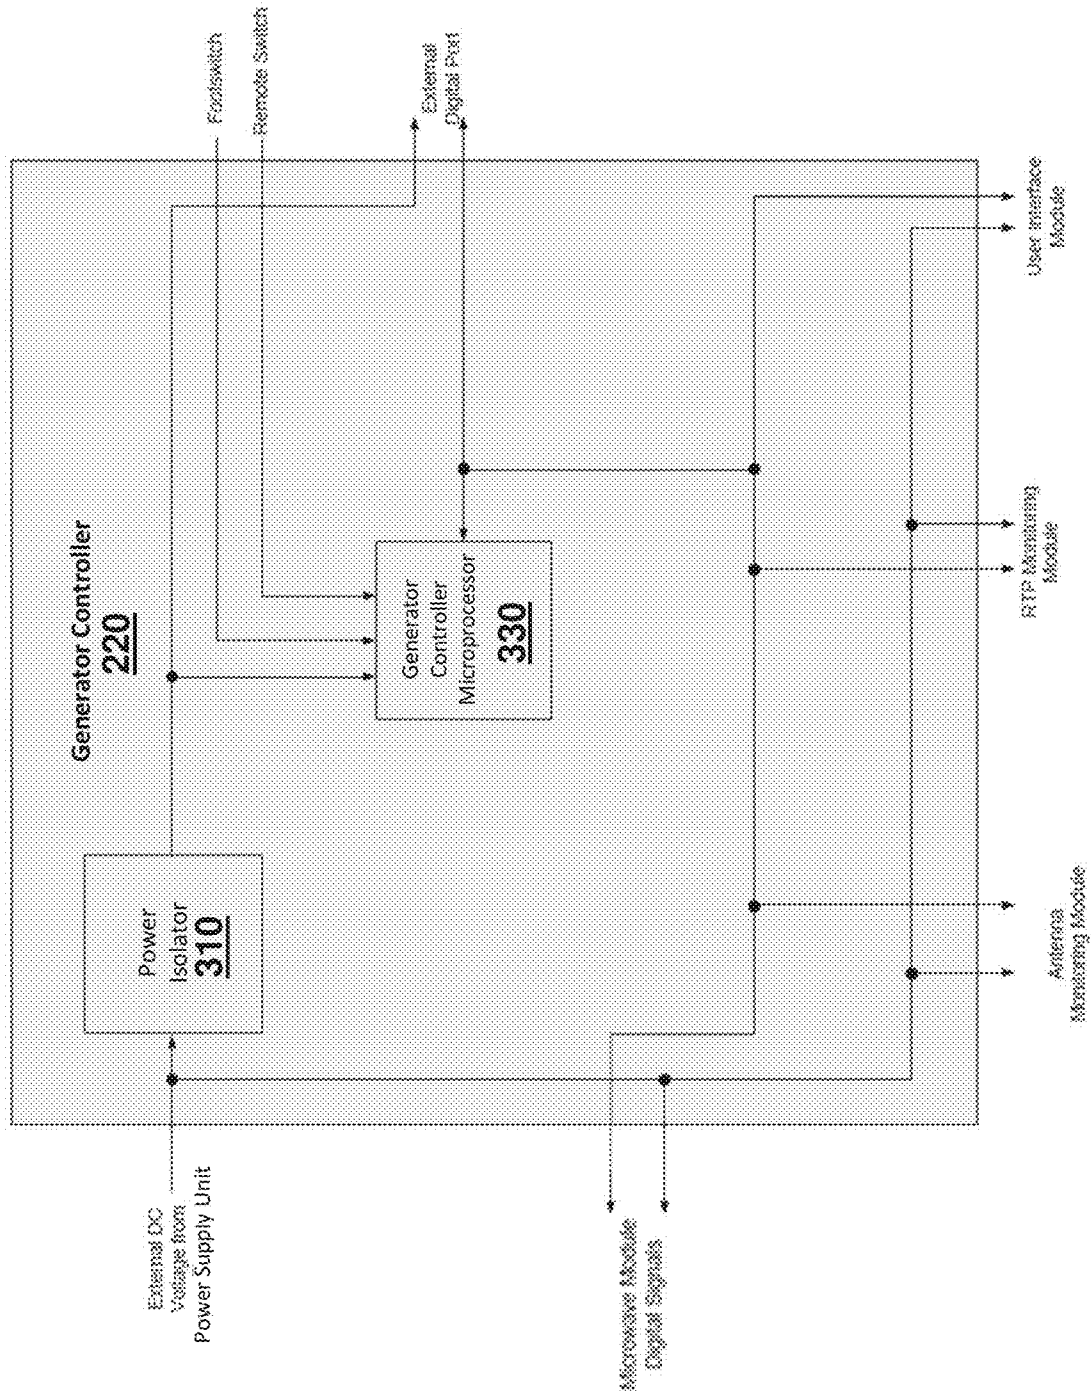 Generator Controller
220
Footswitch
Remote Switch
External
Digital Port
Power
Isolator
310
Generator
Controller
Microprocessor
330
External DC
Voltage from
Power Supply Unit
Microwave Module
Digital Signals
Antenna
Monitoring Module
RTP Monitoring
Module
User Interface
Module